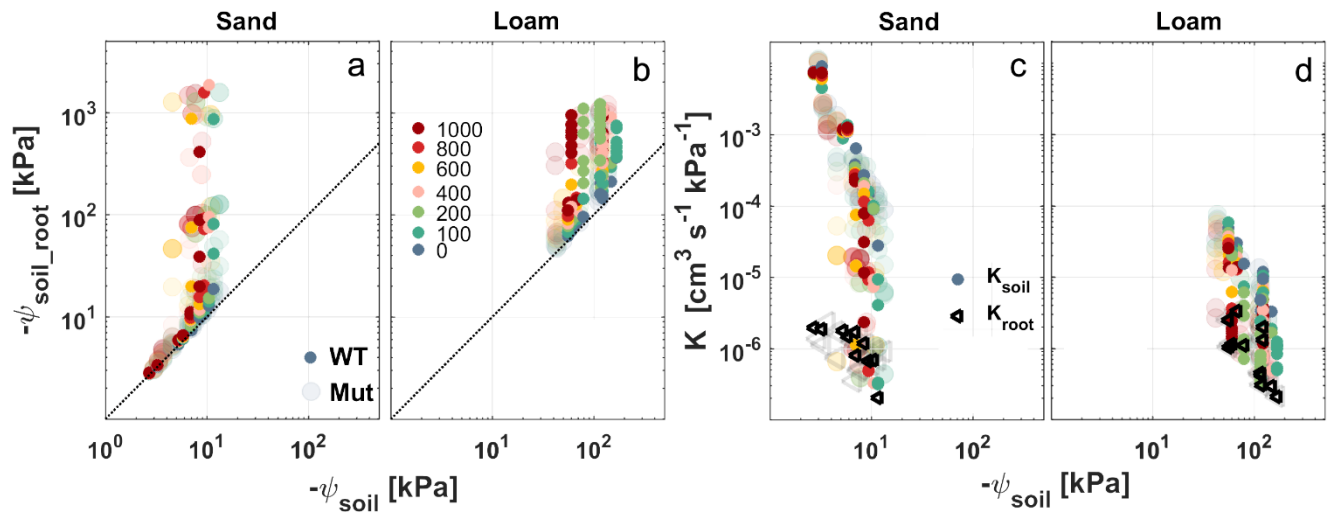 Sand
Loam
Sand
Loam
a
b
c
d
-ψsoil_root [kPa]
10³
10²
10¹
10⁰
10¹
10²
10¹
10²
1000
800
600
400
200
100
0
WT
Mut
-ψsoil [kPa]
K [cm³ s⁻¹ kPa⁻¹]
10⁻³
10⁻⁴
10⁻⁵
10⁻⁶
Ksoil
Kroot
10¹
10²
10¹
10²
-ψsoil [kPa]